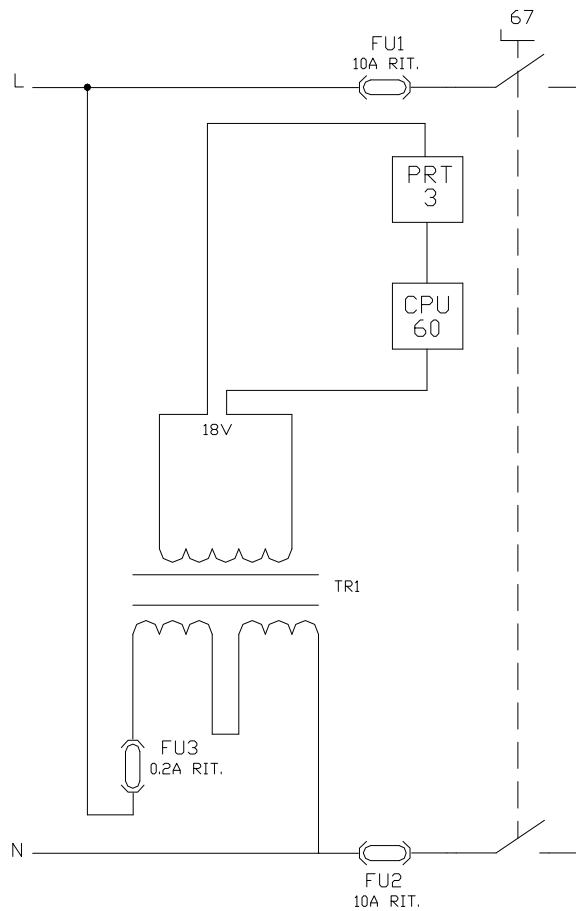 67
FU1
10A RIT.
L
PRT
3
CPU
60
18V
TR1
FU3
0.2A RIT.
N
FU2
10A RIT.